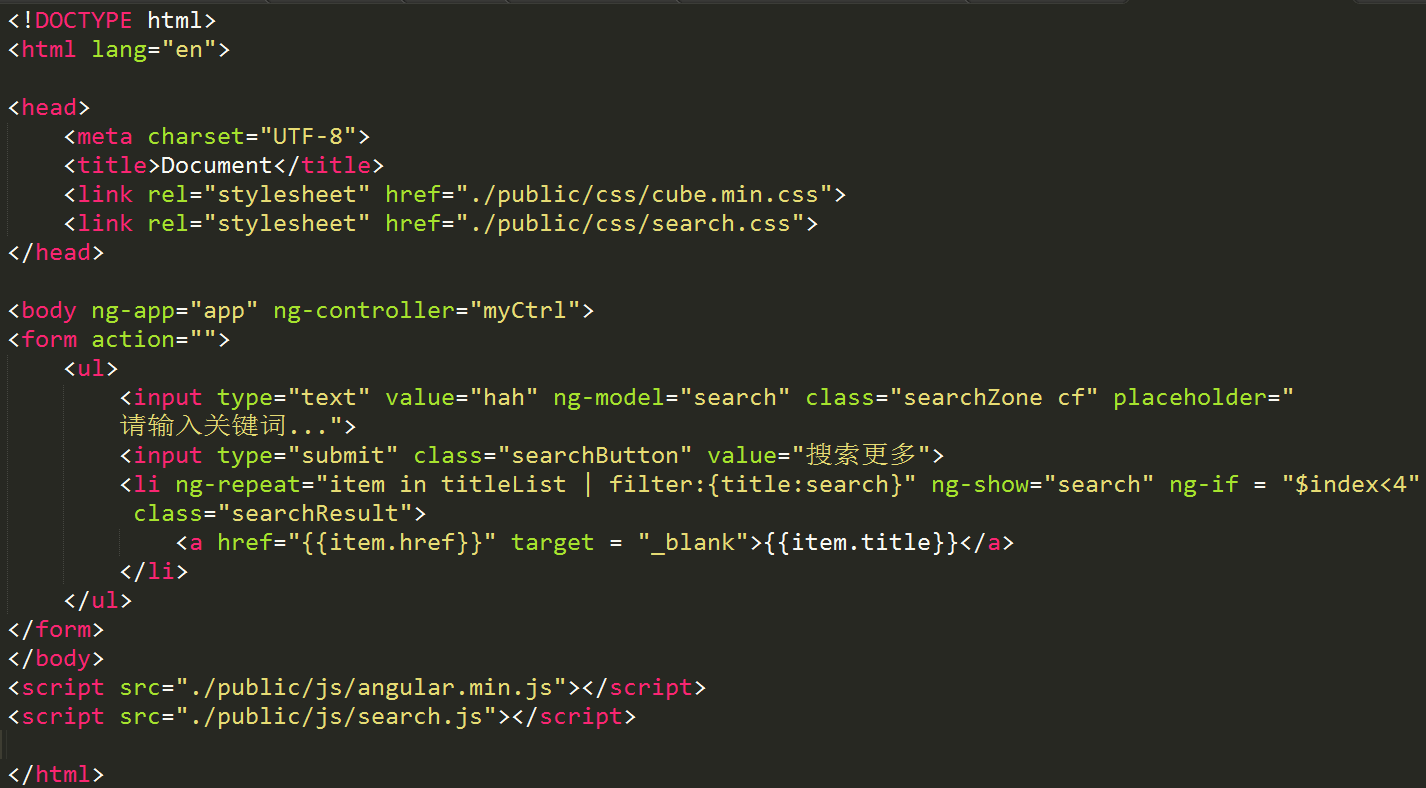 <!DOCTYPE html>
<html lang="en">
<head>
<meta charset="UTF-8">
<title>Document</title>
<link rel="stylesheet" href="./public/css/cube.min.css">
<link rel="stylesheet" href="./public/css/search.css">
</head>
<body ng-app="app" ng-controller="myCtrl">
<form action="">
<ul>
<input type="text" value="hah" ng-model="search" class="searchZone cf" placeholder="
请输入关键词...">
<input type="submit" class="searchButton" value="搜索更多">
<li ng-repeat="item in titleList | filter:{title:search}" ng-show="search" ng-if = "$index<4"
class="searchResult">
<a href="{{item.href}}" target = "_blank">{{item.title}}</a>
</li>
</ul>
</form>
</body>
<script src="./public/js/angular.min.js"></script>
<script src="./public/js/search.js"></script>
</html>